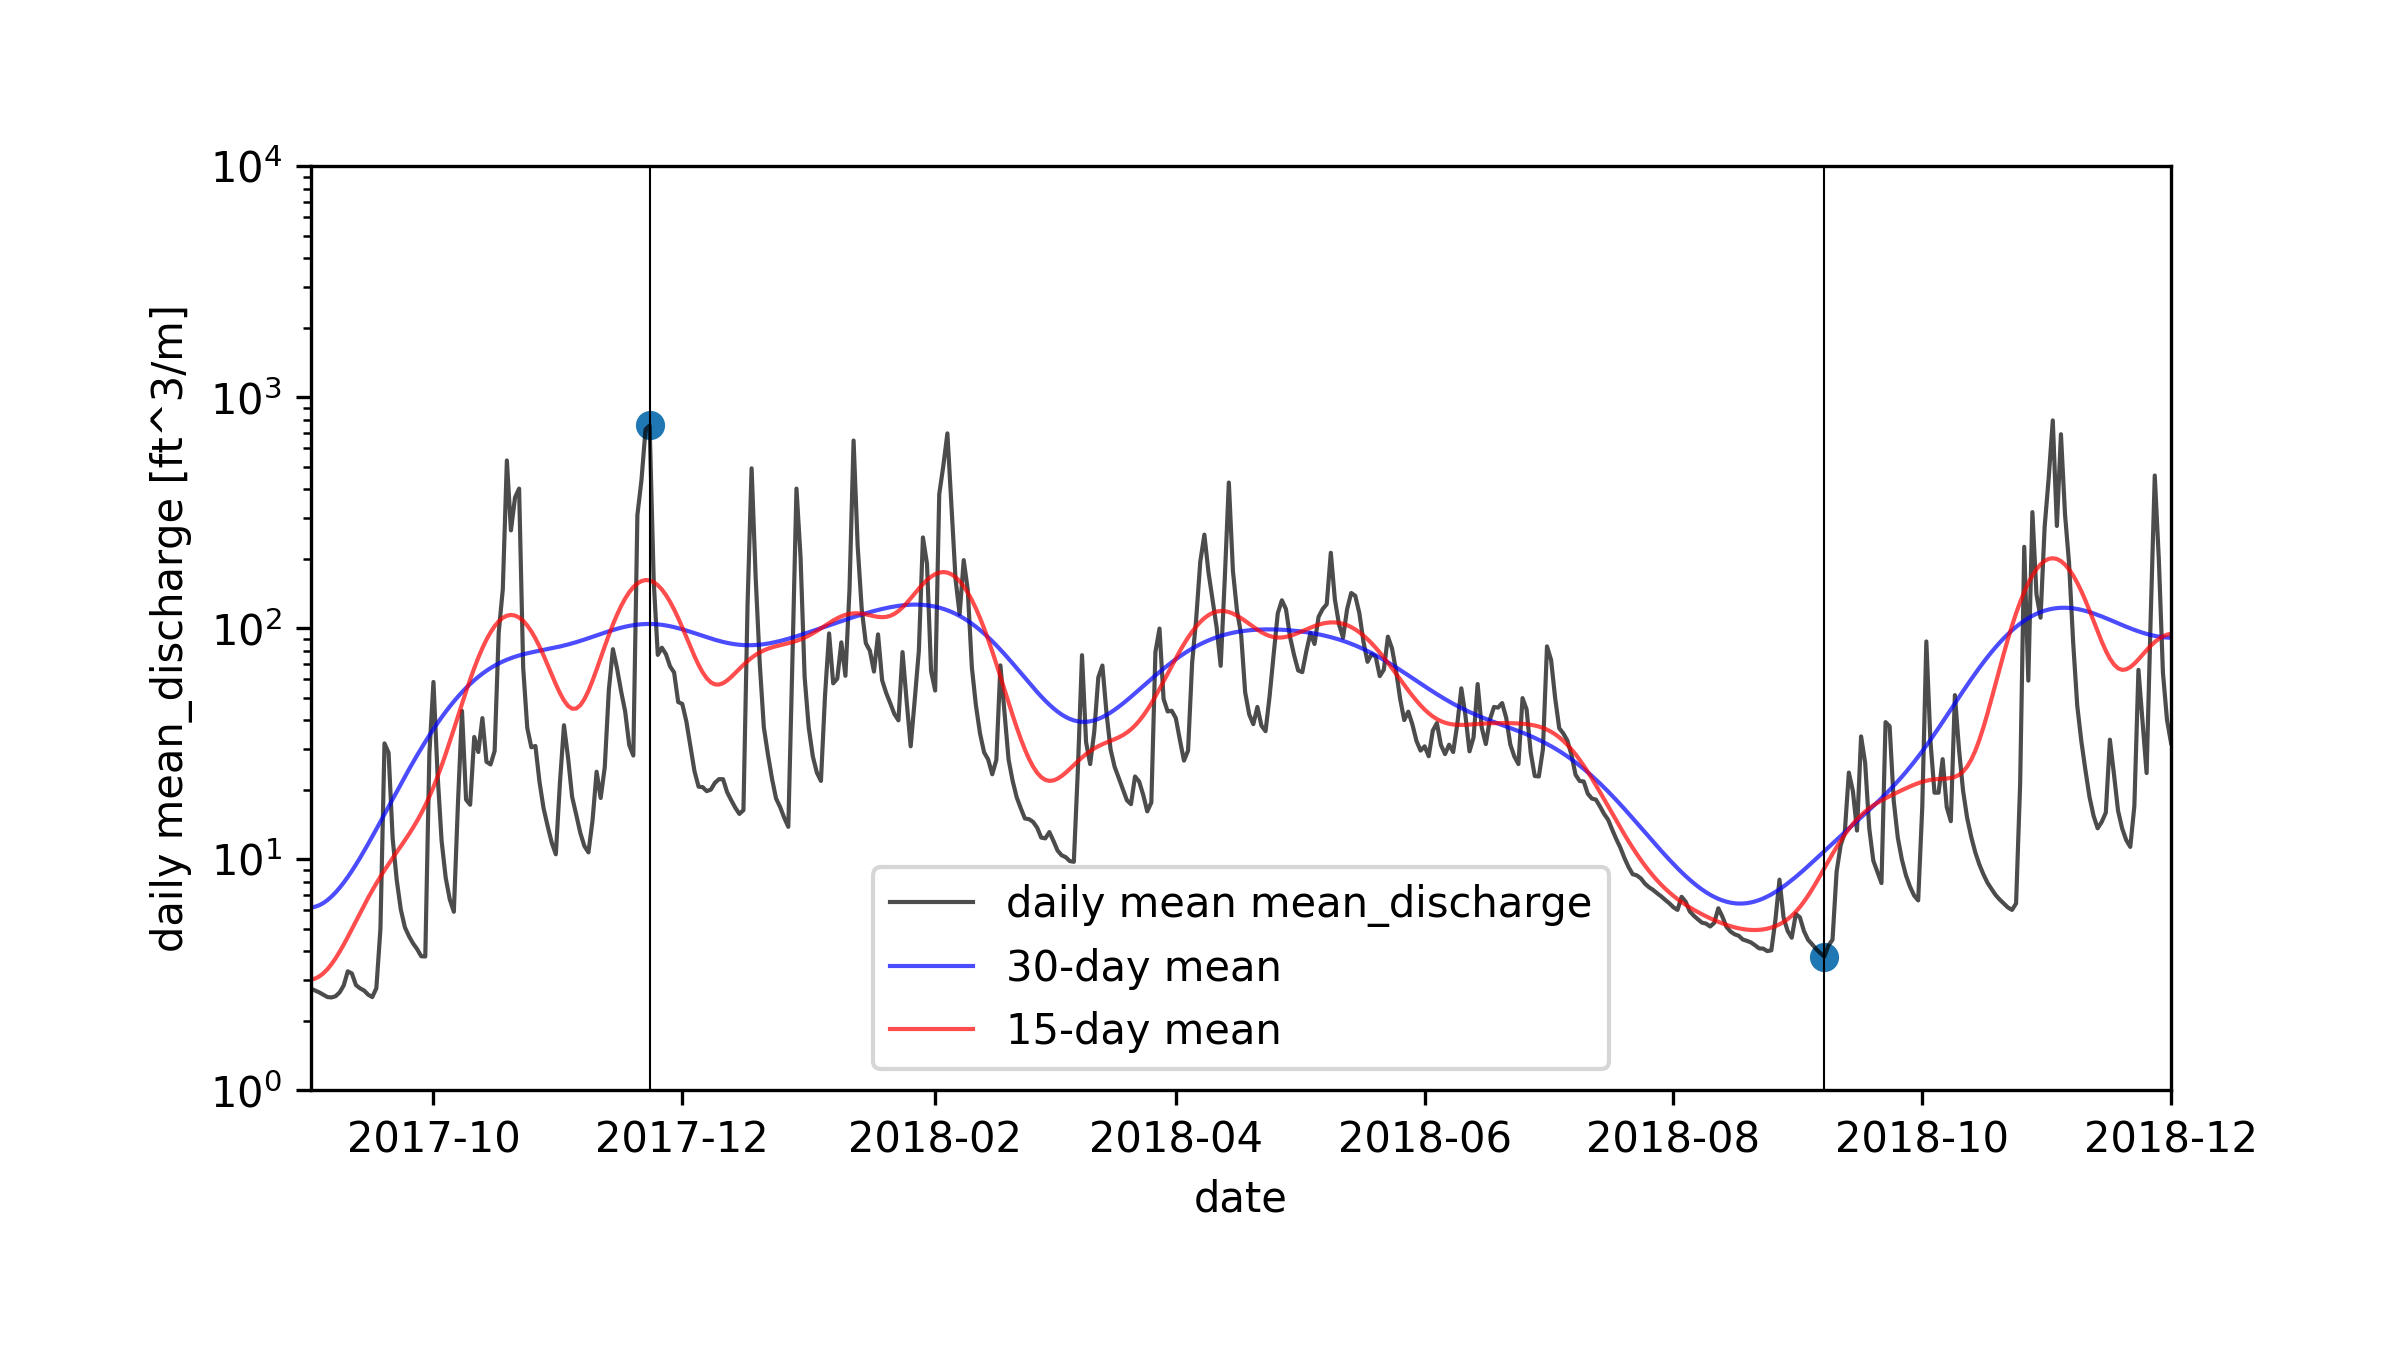 10^4
10^3
10^2
10^1
10^0
daily mean_discharge [ft^3/m]
daily mean mean_discharge
30-day mean
15-day mean
2017-10 2017-12 2018-02 2018-04 2018-06 2018-08 2018-10 2018-12
date